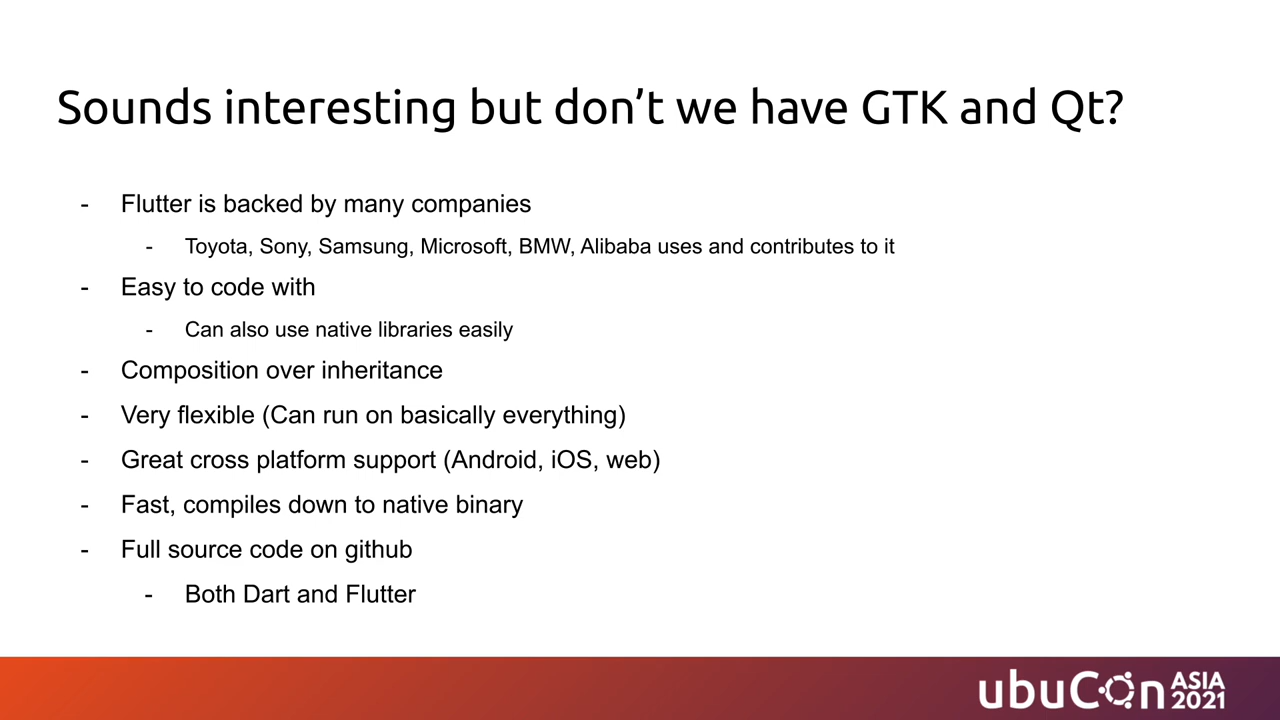 Sounds interesting but don't we have GTK and Qt?
- Flutter is backed by many companies
- Toyota, Sony, Samsung, Microsoft, BMW, Alibaba uses and contributes to it
- Easy to code with
- Can also use native libraries easily
- Composition over inheritance
- Very flexible (Can run on basically everything)
- Great cross platform support (Android, iOS, web)
- Fast, compiles down to native binary
- Full source code on github
- Both Dart and Flutter
ubuCon ASIA 2021